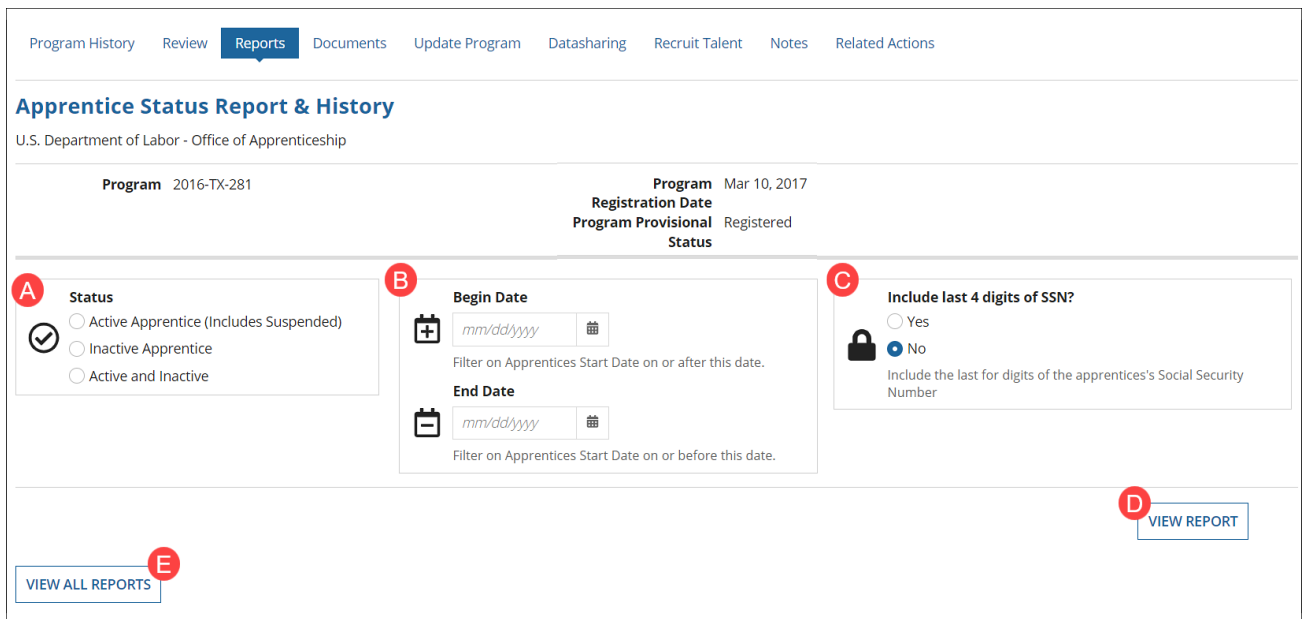 Program History Review Reports Documents Update Program Datasharing Recruit Talent Notes Related Actions
Apprentice Status Report & History
U.S. Department of Labor - Office of Apprenticeship
Program 2016-TX-281
Program Mar 10, 2017
Registration Date
Program Provisional Registered
Status
A
Status
Active Apprentice (Includes Suspended)
Inactive Apprentice
Active and Inactive
B
Begin Date
mm/dd/yyyy
Filter on Apprentices Start Date on or after this date.
End Date
mm/dd/yyyy
Filter on Apprentices Start Date on or before this date.
C
Include last 4 digits of SSN?
Yes
No
Include the last for digits of the apprentices's Social Security
Number
D
VIEW REPORT
E
VIEW ALL REPORTS